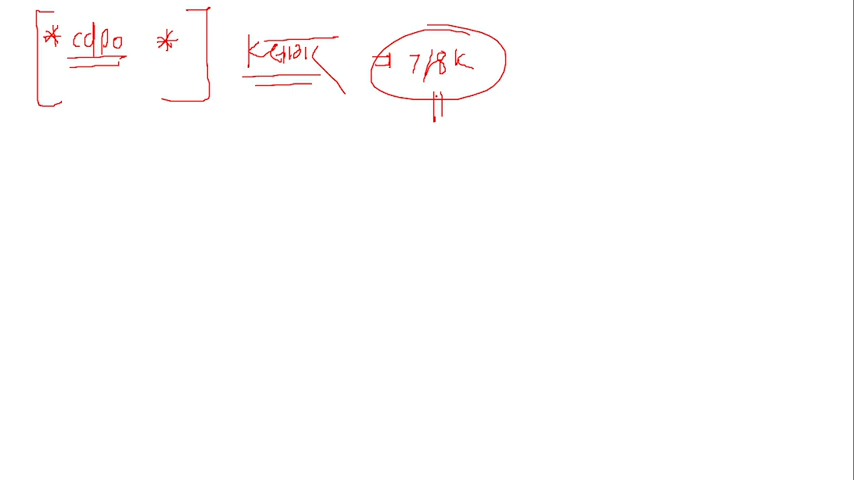 * cdpo * = 7/8K